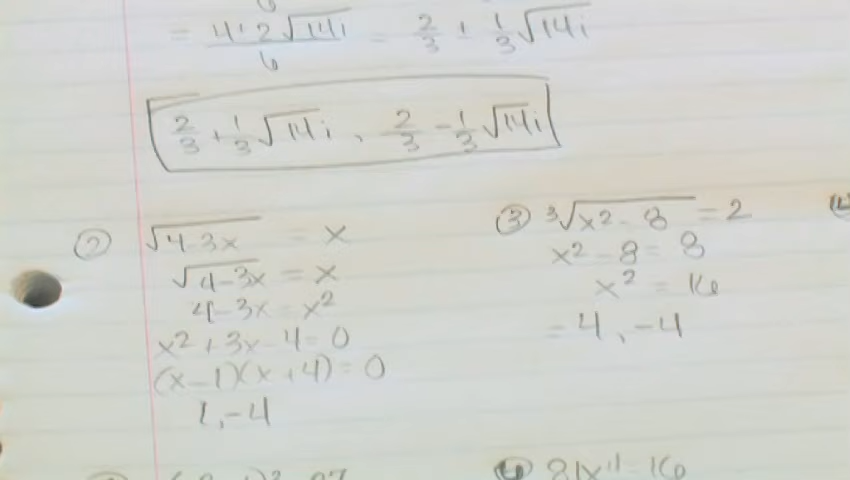 = 4 ± 2√14i / 6 = 2/3 ± 1/3 √14i
2/3 + 1/3 √14 i , 2/3 - 1/3 √14 i
② √4-3x = x
√4-3x = x
4-3x = x²
x² + 3x - 4 = 0
(x-1)(x+4) = 0
1, -4
③ ³√x²-8 = 2
x² - 8 = 8
x² = 16
= 4, -4
④ 81x⁴ = 16